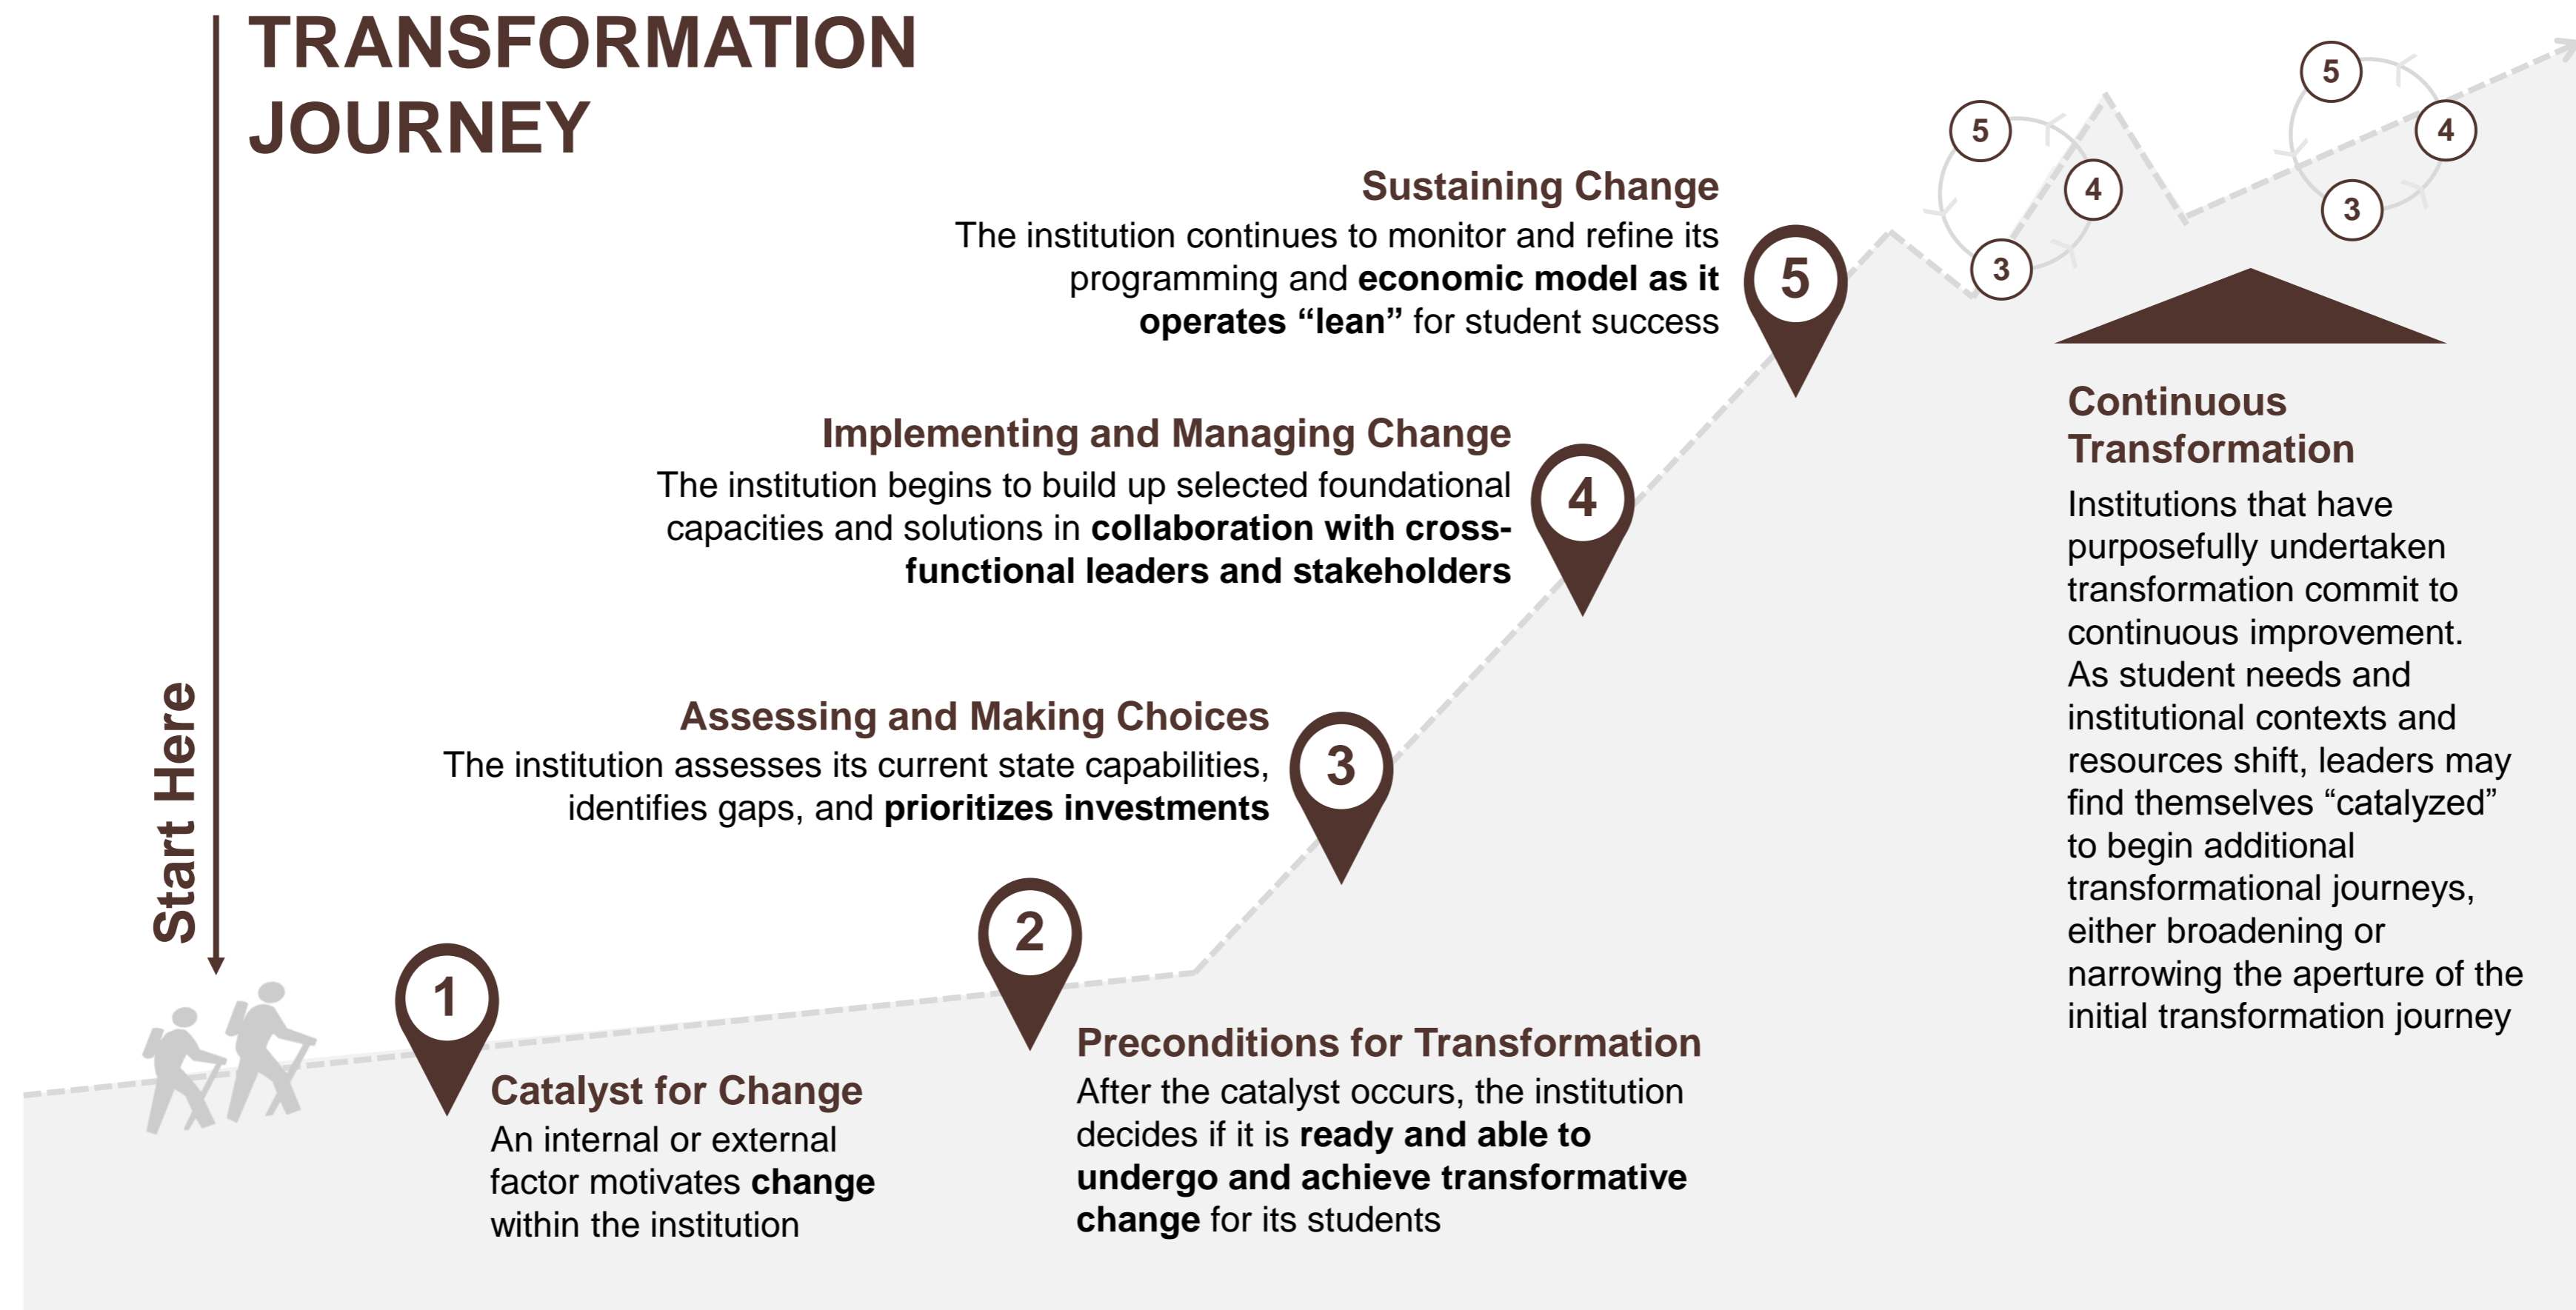 TRANSFORMATION
JOURNEY
Start Here
1
Catalyst for Change
An internal or external
factor motivates change
within the institution
2
Preconditions for Transformation
After the catalyst occurs, the institution
decides if it is ready and able to
undergo and achieve transformative
change for its students
3
Assessing and Making Choices
The institution assesses its current state capabilities,
identifies gaps, and prioritizes investments
4
Implementing and Managing Change
The institution begins to build up selected foundational
capacities and solutions in collaboration with cross-
functional leaders and stakeholders
5
Sustaining Change
The institution continues to monitor and refine its
programming and economic model as it
operates “lean” for student success
5
4
3
5
4
3
Continuous
Transformation
Institutions that have
purposefully undertaken
transformation commit to
continuous improvement.
As student needs and
institutional contexts and
resources shift, leaders may
find themselves “catalyzed”
to begin additional
transformational journeys,
either broadening or
narrowing the aperture of the
initial transformation journey